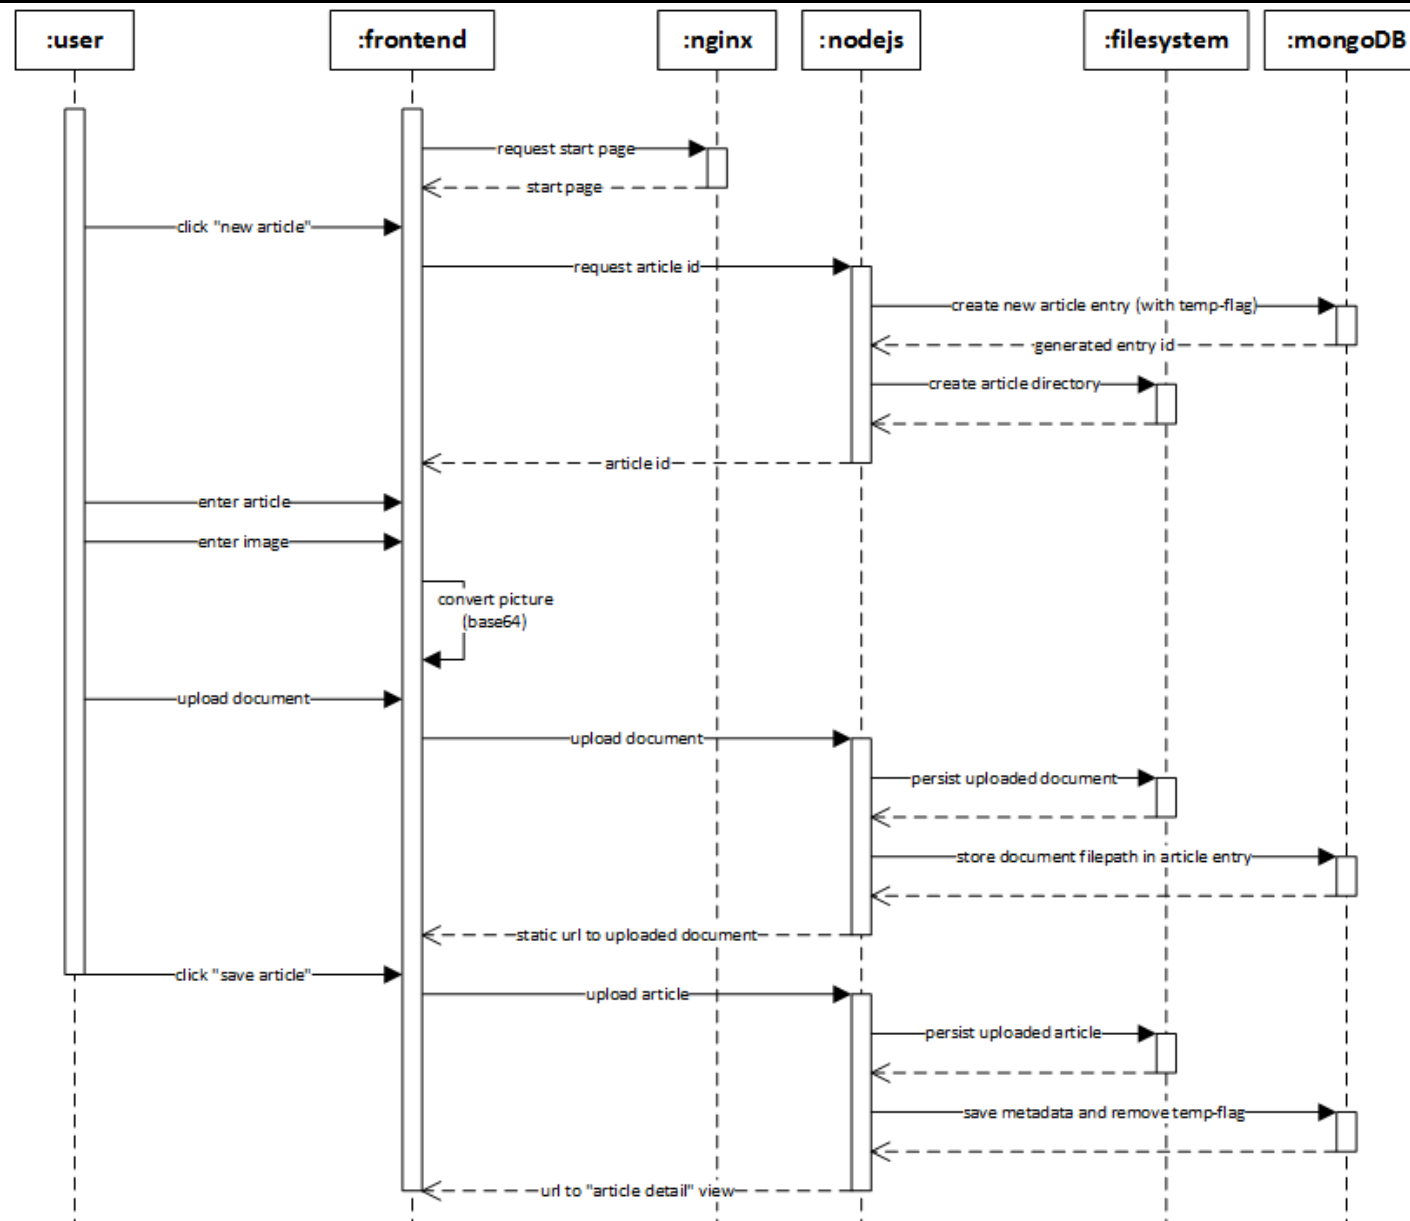 :user
:frontend
:nginx
:nodejs
:filesystem
:mongoDB
request start page
start page
click "new article"
request article id
create new article entry (with temp-flag)
generated entry id
create article directory
article id
enter article
enter image
convert picture
(base64)
upload document
upload document
persist uploaded document
store document filepath in article entry
static url to uploaded document
click "save article"
upload article
persist uploaded article
save metadata and remove temp-flag
url to "article detail" view